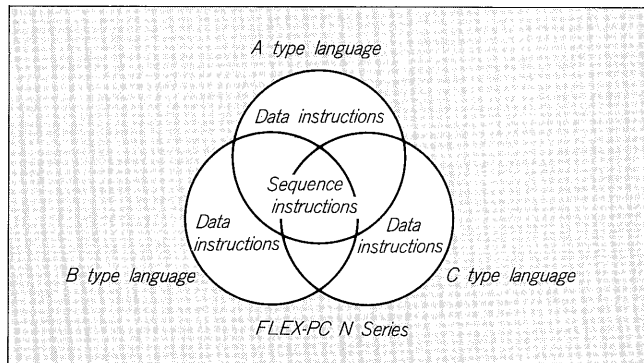 A type language
Data instructions
Sequence
instructions
Data
instructions
Data
instructions
B type language
C type language
FLEX-PC N Series